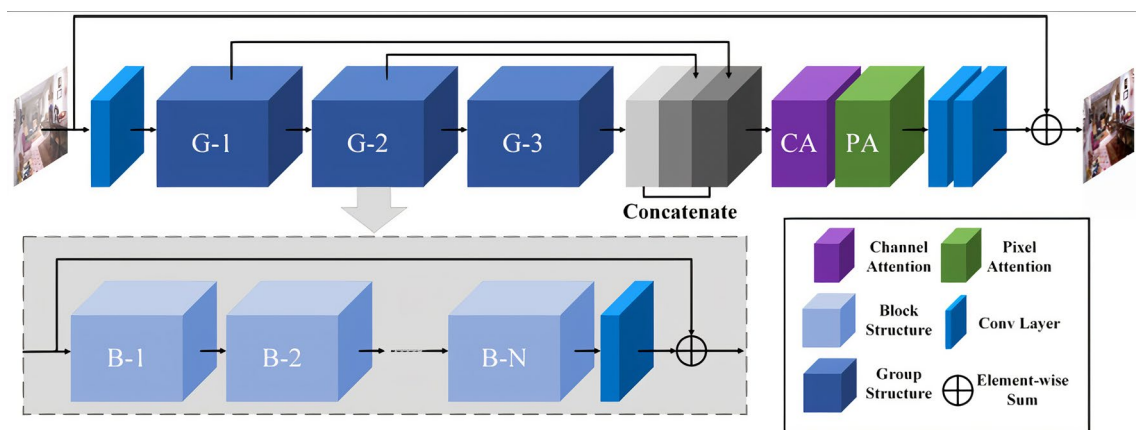 G-1
G-2
G-3
CA
PA
Concatenate
B-1
B-2
B-N
Channel
Attention
Pixel
Attention
Block
Structure
Conv Layer
Group
Structure
Element-wise
Sum